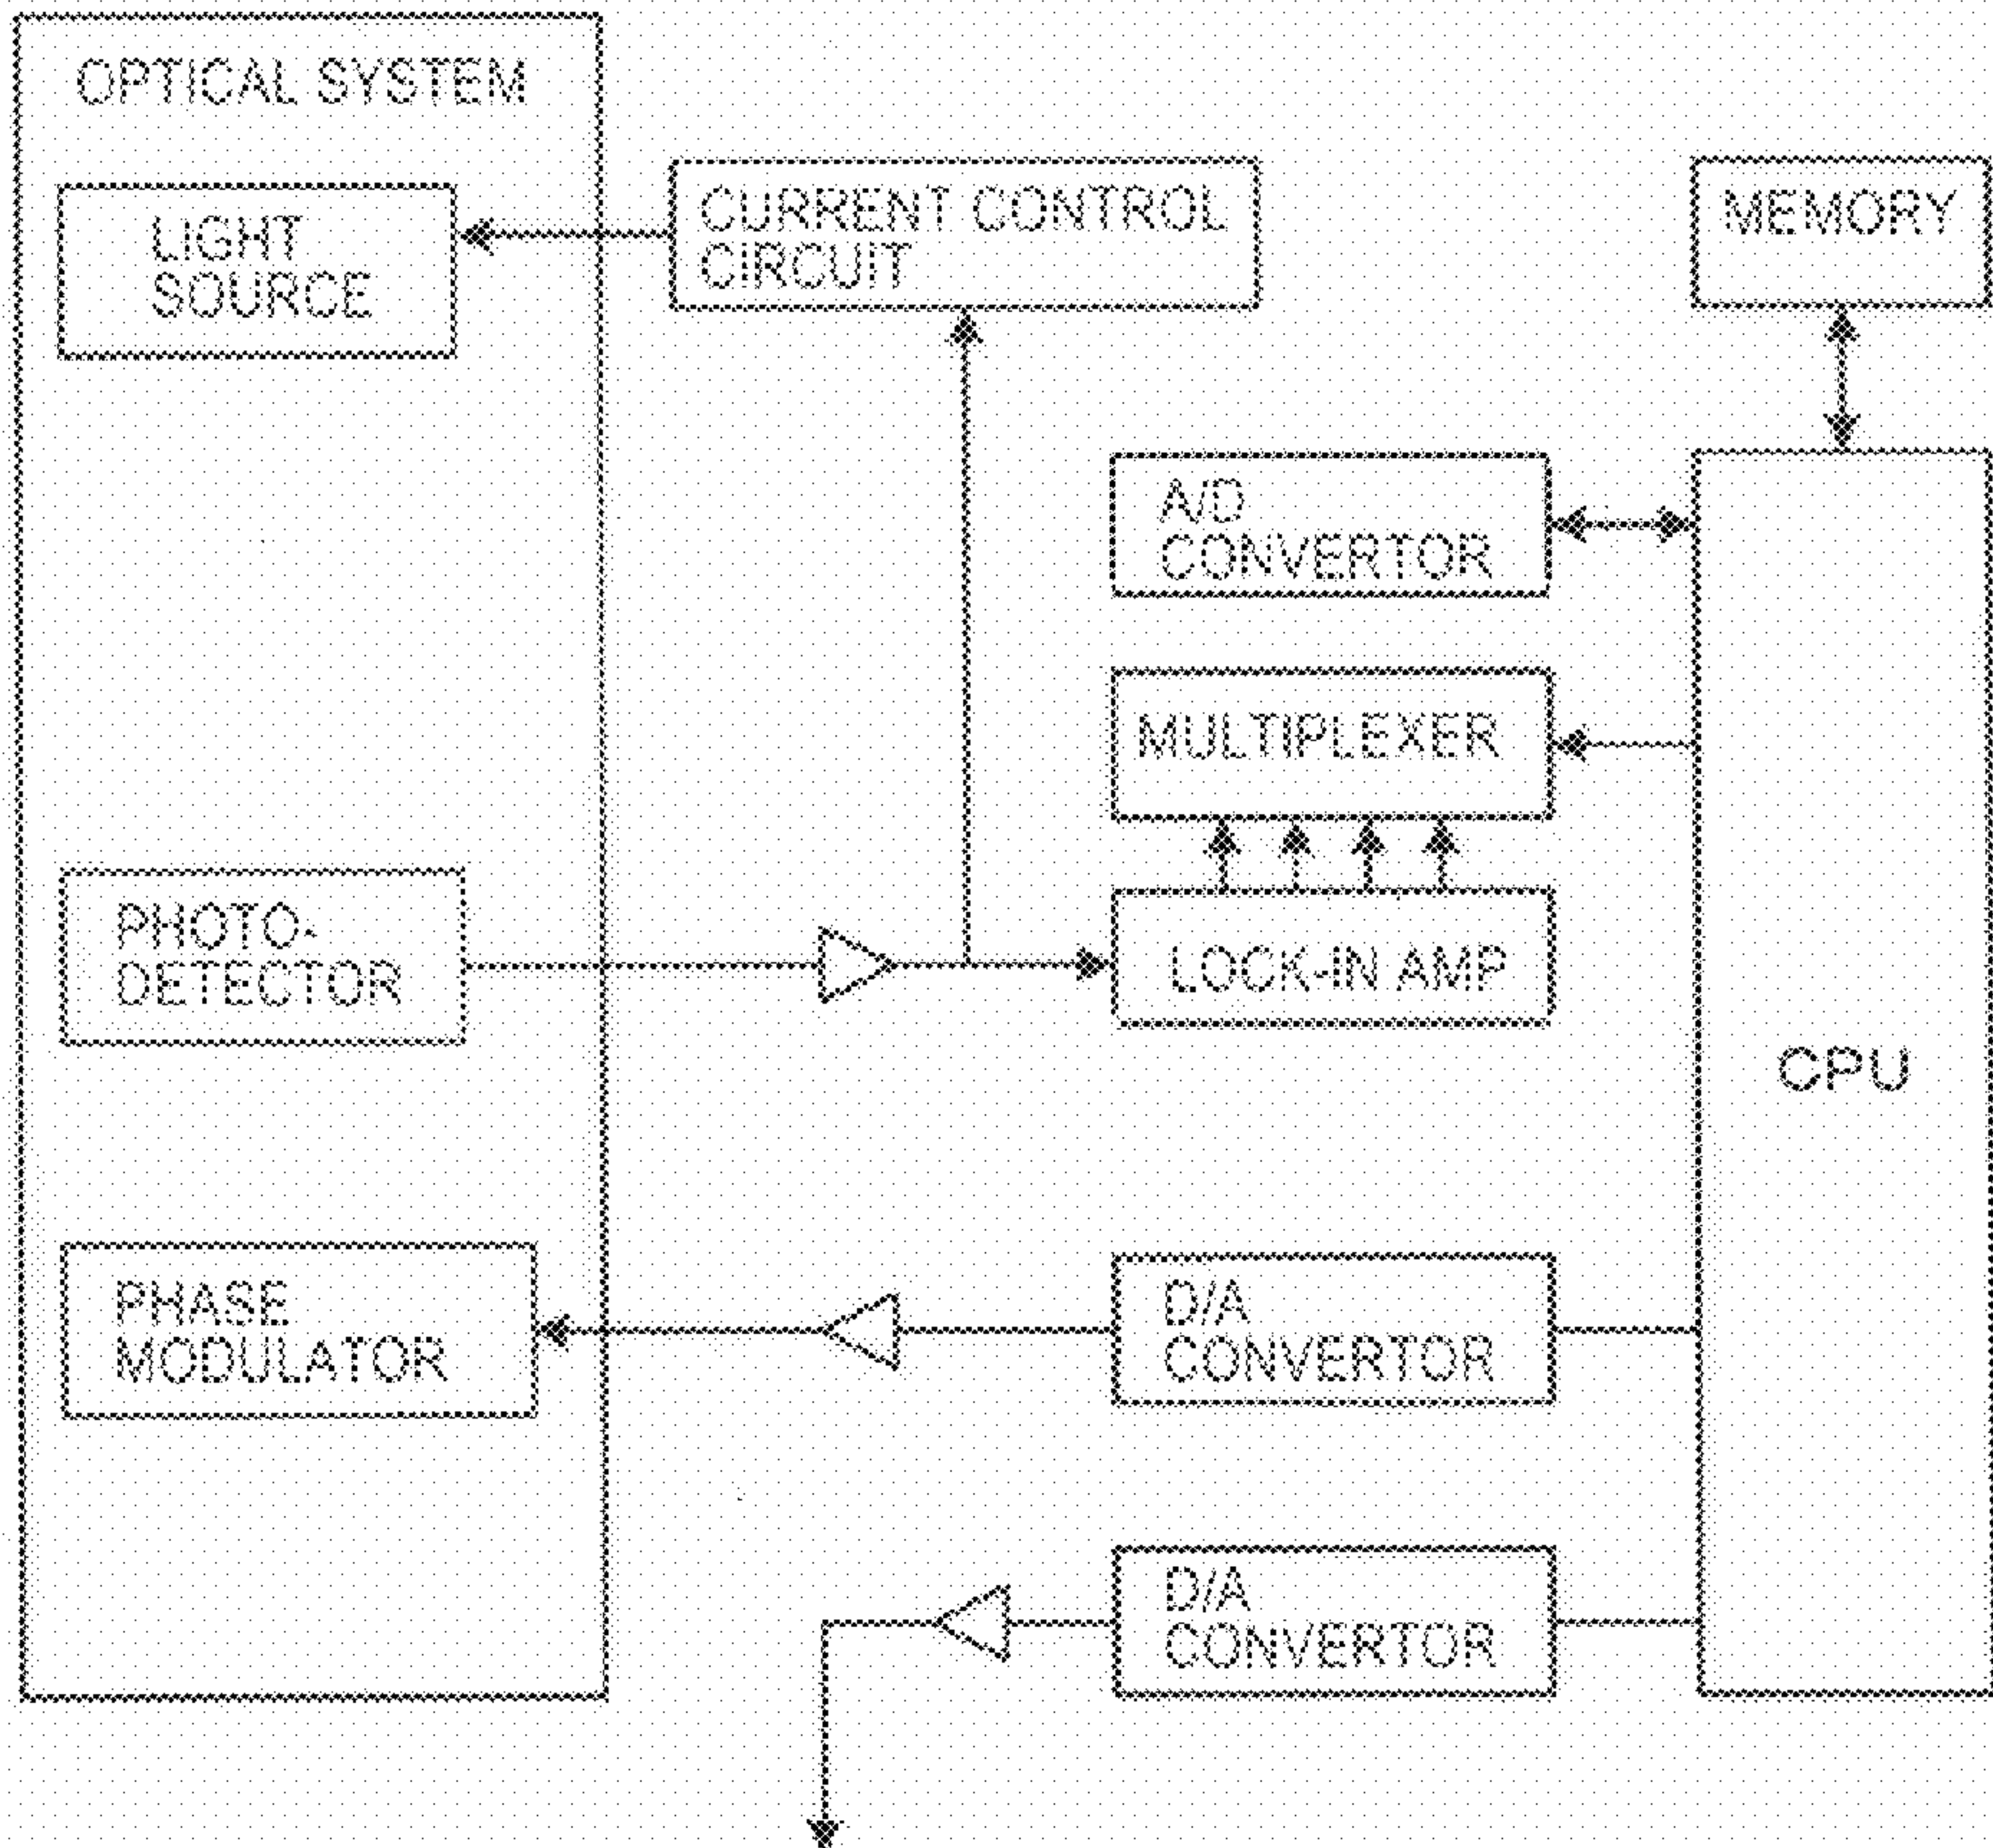 OPTICAL SYSTEM
LIGHT
SOURCE
CURRENT CONTROL
CIRCUIT
MEMORY
A/D
CONVERTOR
MULTIPLEXER
PHOTO-
DETECTOR
LOCK-IN AMP
CPU
PHASE
MODULATOR
D/A
CONVERTOR
D/A
CONVERTOR